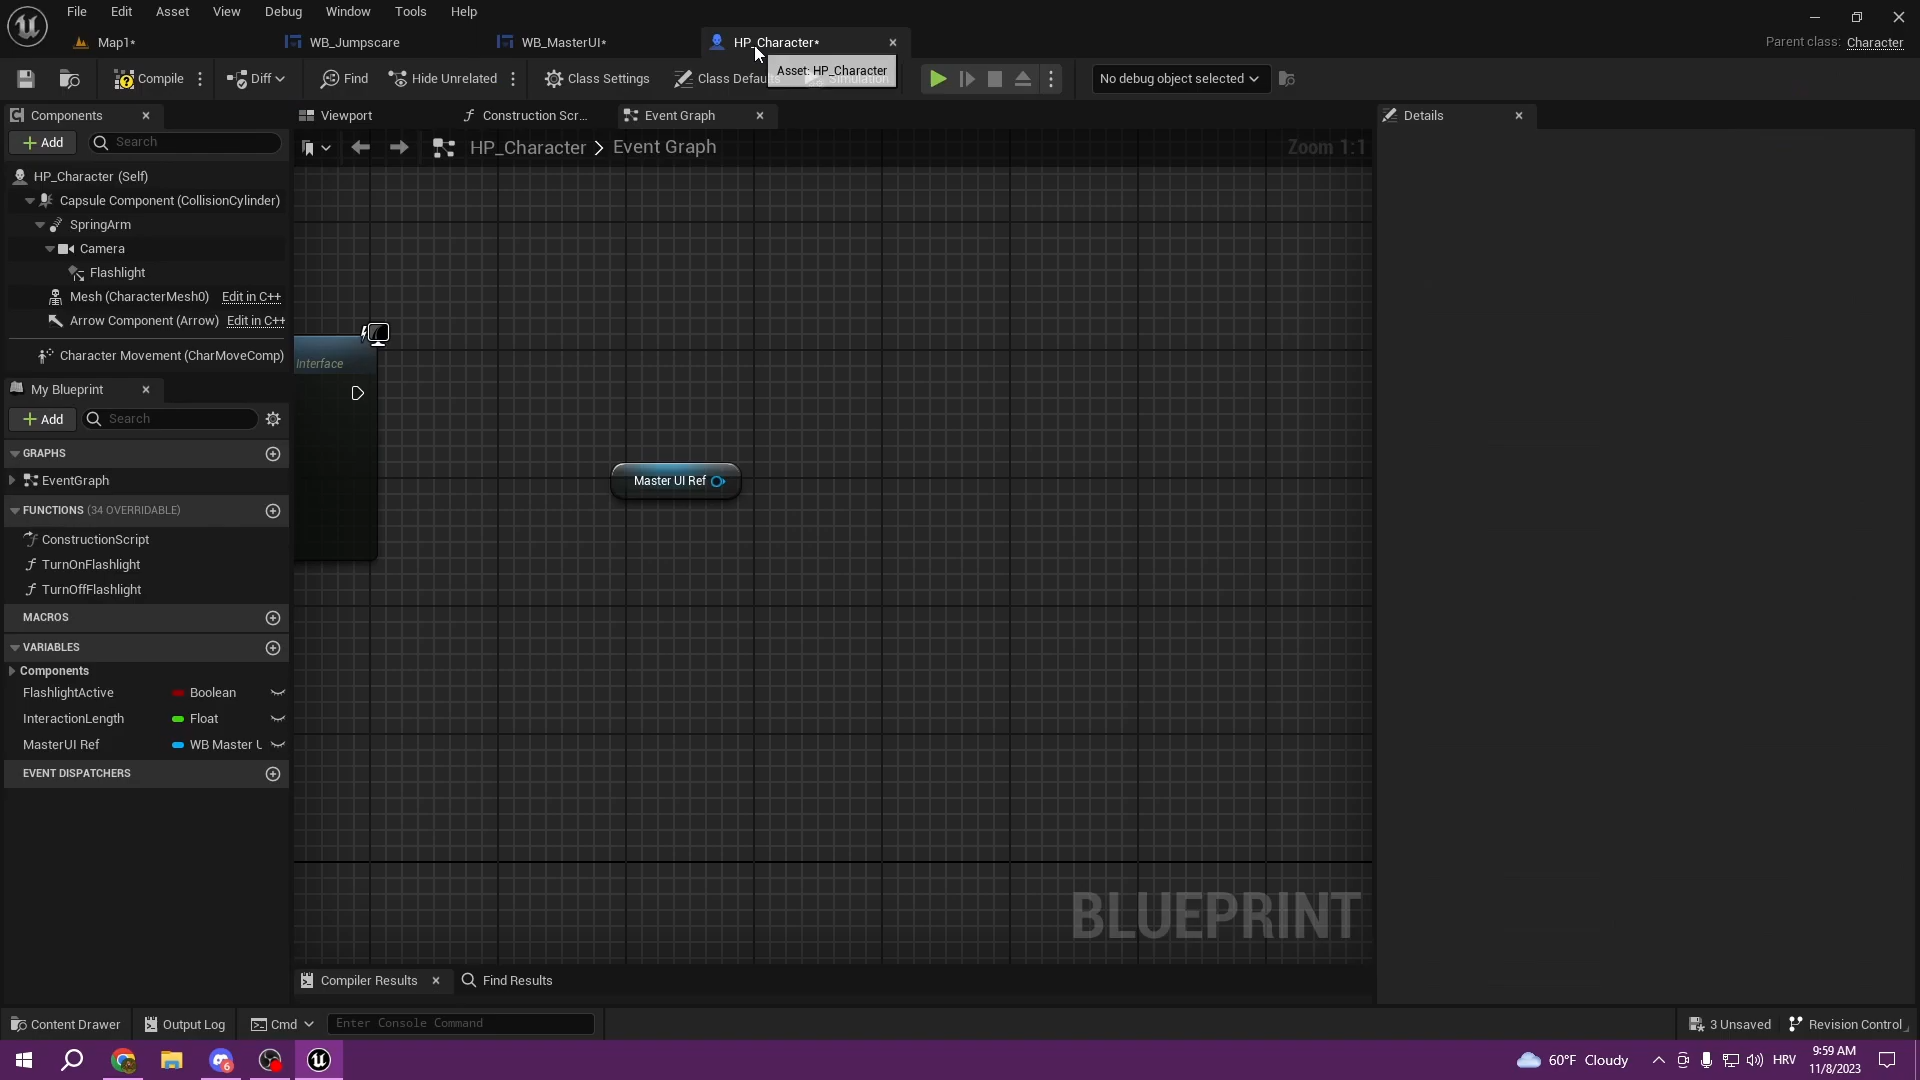 File Edit Asset View Debug Window Tools Help
Map1* WB_Jumpscare WB_MasterUI* HP_Character*
Parent class: Character
Compile Diff Find Hide Unrelated Class Settings Class Defau Simulation No debug object selected
Asset: HP_Character
Components Viewport Construction Scr... Event Graph Details
Add Search
HP_Character > Event Graph Zoom 1:1
HP_Character (Self)
Capsule Component (CollisionCylinder)
SpringArm
Camera
Flashlight
Mesh (CharacterMesh0) Edit in C++
Arrow Component (Arrow) Edit in C++
Character Movement (CharMoveComp)
Interface
Master UI Ref
My Blueprint
Add Search
GRAPHS
EventGraph
FUNCTIONS (34 OVERRIDABLE)
ConstructionScript
TurnOnFlashlight
TurnOffFlashlight
MACROS
VARIABLES
Components
FlashlightActive Boolean
InteractionLength Float
MasterUI Ref WB Master U
EVENT DISPATCHERS
BLUEPRINT
Compiler Results Find Results
Content Drawer Output Log Cmd Enter Console Command 3 Unsaved Revision Control
6 60°F Cloudy HRV 9:59 AM
11/8/2023